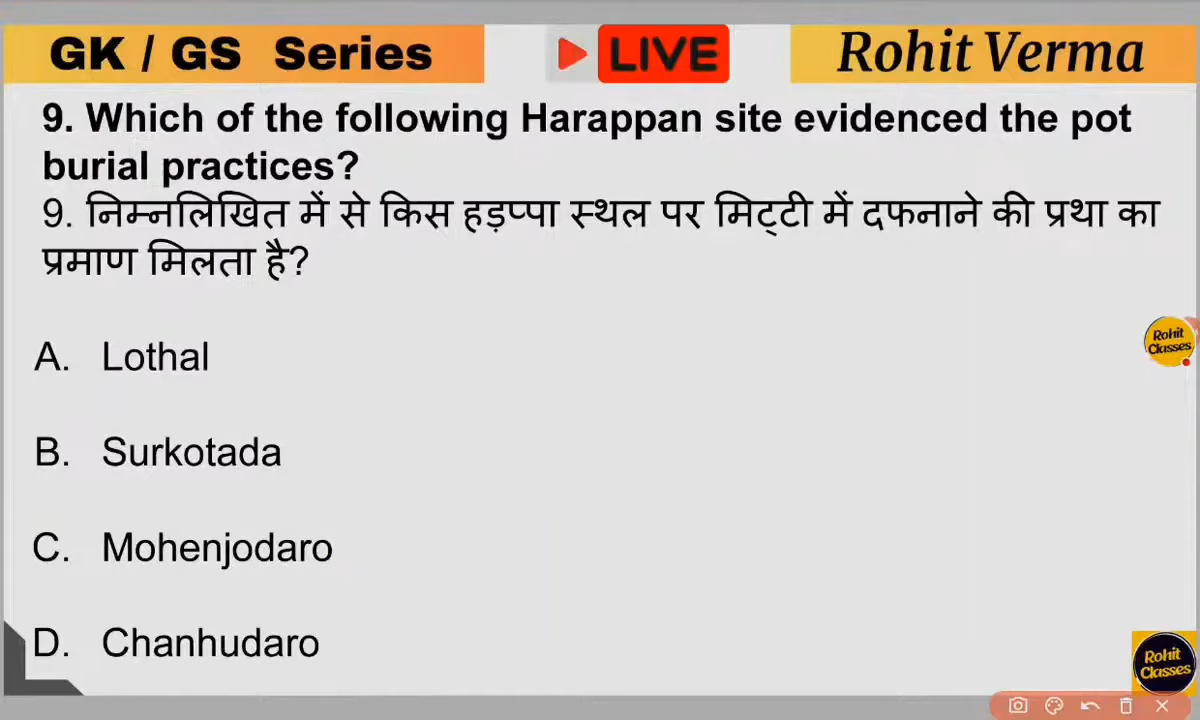 GK / GS Series LIVE Rohit Verma
9. Which of the following Harappan site evidenced the pot
burial practices?
9. निम्नलिखित में से किस हड़प्पा स्थल पर मिट्टी में दफनाने की प्रथा का
प्रमाण मिलता है?
Rohit
Classes
A. Lothal
B. Surkotada
C. Mohenjodaro
D. Chanhudaro
Rohit
Classes